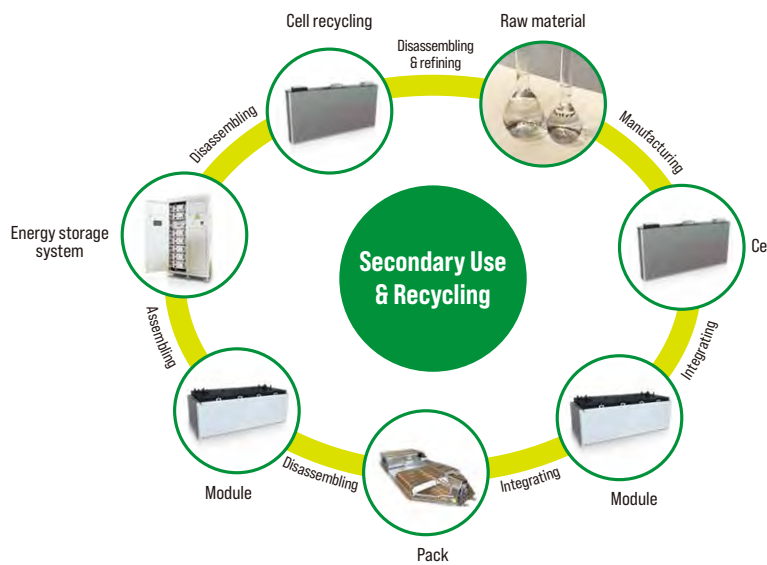 Cell recycling
Disassembling
& refining
Raw material
Manufacturing
Ce
Integrating
Module
Integrating
Pack
Disassembling
Module
Assembling
Energy storage
system
Disassembling
Secondary Use
& Recycling